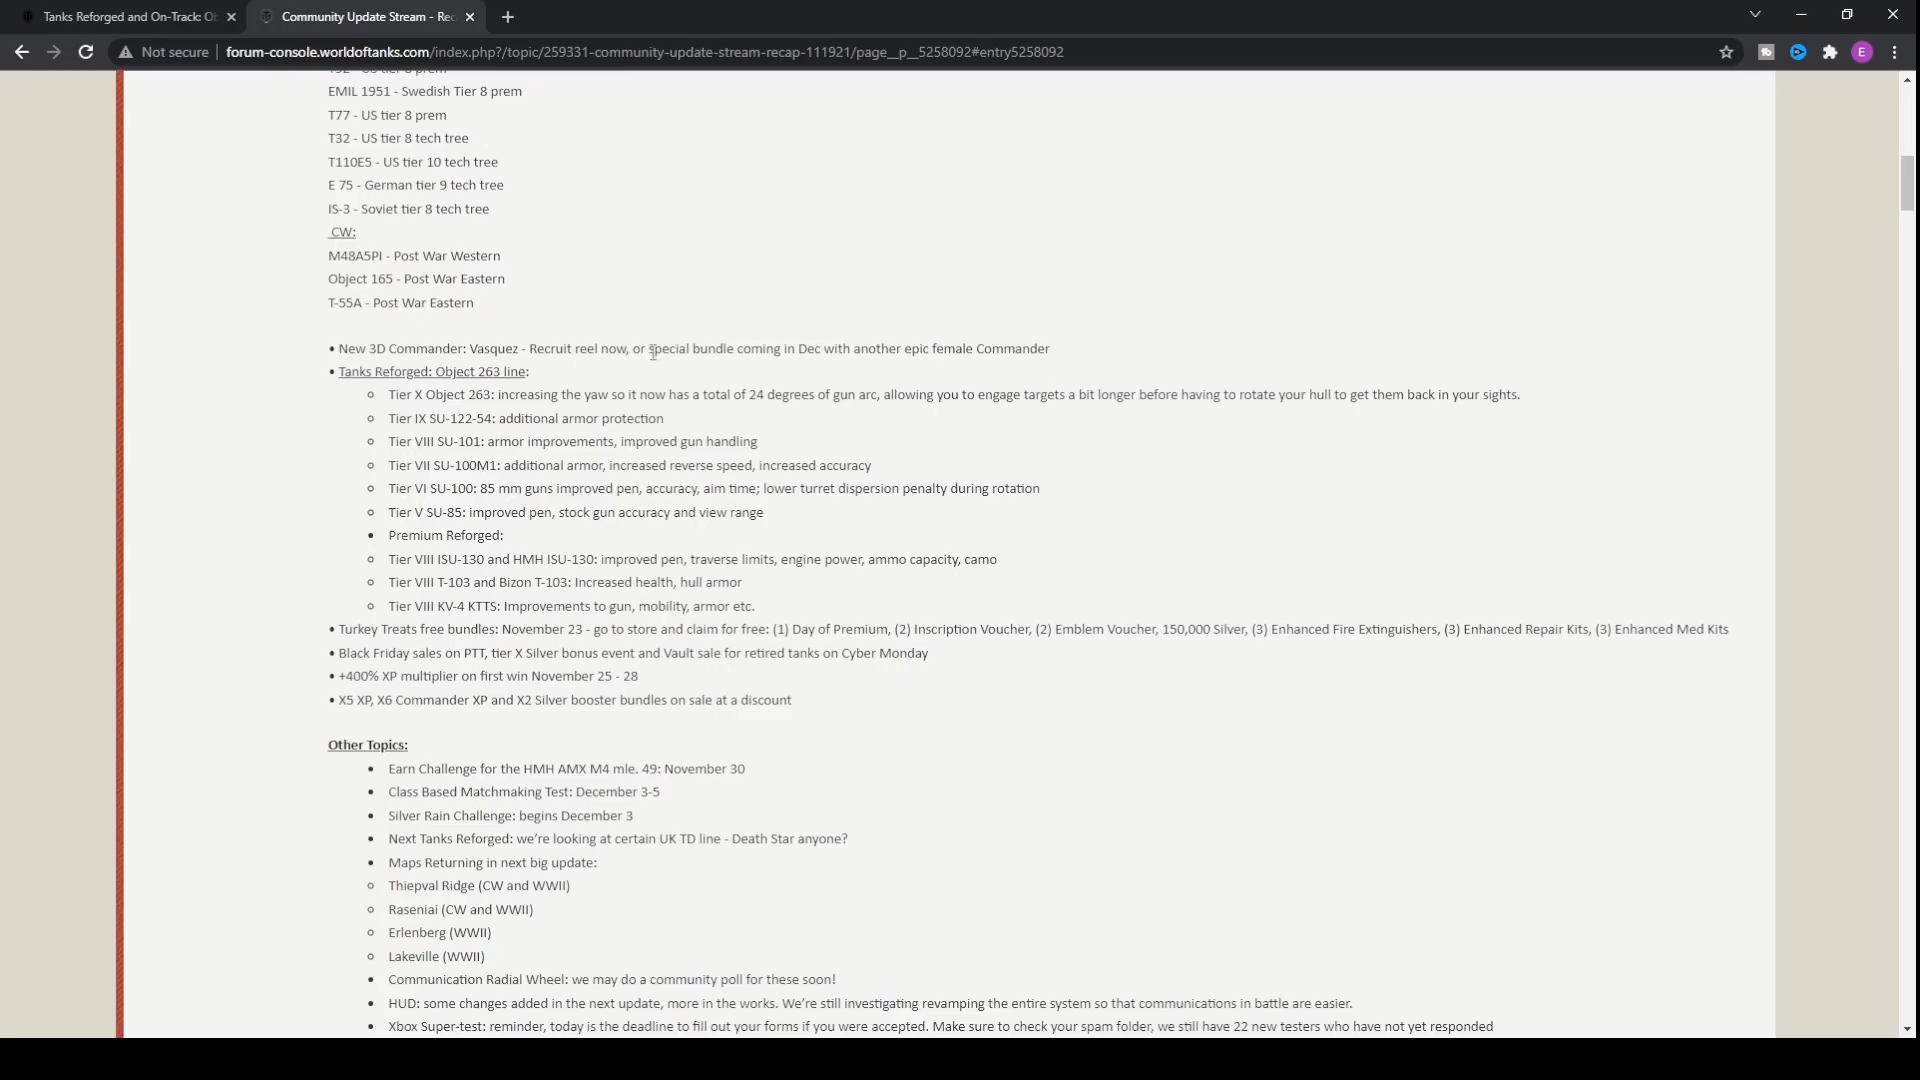 Tanks Reforged and On-Track: Ob
Community Update Stream - Rec
Not secure
forum-console.worldoftanks.com/index.php?/topic/259331-community-update-stream-recap-111921/page__p__5258092#entry5258092
E
EMIL 1951 - Swedish Tier 8 prem
T77 - US tier 8 prem
T32 - US tier 8 tech tree
T110E5 - US tier 10 tech tree
E 75 - German tier 9 tech tree
IS-3 - Soviet tier 8 tech tree
CW:
M48A5PI - Post War Western
Object 165 - Post War Eastern
T-55A - Post War Eastern
• New 3D Commander: Vasquez - Recruit reel now, or special bundle coming in Dec with another epic female Commander
• Tanks Reforged: Object 263 line:
Tier X Object 263: increasing the yaw so it now has a total of 24 degrees of gun arc, allowing you to engage targets a bit longer before having to rotate your hull to get them back in your sights.
Tier IX SU-122-54: additional armor protection
Tier VIII SU-101: armor improvements, improved gun handling
Tier VII SU-100M1: additional armor, increased reverse speed, increased accuracy
Tier VI SU-100: 85 mm guns improved pen, accuracy, aim time; lower turret dispersion penalty during rotation
Tier V SU-85: improved pen, stock gun accuracy and view range
• Premium Reforged:
Tier VIII ISU-130 and HMH ISU-130: improved pen, traverse limits, engine power, ammo capacity, camo
Tier VIII T-103 and Bizon T-103: Increased health, hull armor
Tier VIII KV-4 KTTS: Improvements to gun, mobility, armor etc.
• Turkey Treats free bundles: November 23 - go to store and claim for free: (1) Day of Premium, (2) Inscription Voucher, (2) Emblem Voucher, 150,000 Silver, (3) Enhanced Fire Extinguishers, (3) Enhanced Repair Kits, (3) Enhanced Med Kits
• Black Friday sales on PTT, tier X Silver bonus event and Vault sale for retired tanks on Cyber Monday
• +400% XP multiplier on first win November 25 - 28
• X5 XP, X6 Commander XP and X2 Silver booster bundles on sale at a discount
Other Topics:
• Earn Challenge for the HMH AMX M4 mle. 49: November 30
• Class Based Matchmaking Test: December 3-5
• Silver Rain Challenge: begins December 3
• Next Tanks Reforged: we’re looking at certain UK TD line - Death Star anyone?
• Maps Returning in next big update:
Thiepval Ridge (CW and WWII)
Raseniai (CW and WWII)
Erlenberg (WWII)
Lakeville (WWII)
• Communication Radial Wheel: we may do a community poll for these soon!
• HUD: some changes added in the next update, more in the works. We’re still investigating revamping the entire system so that communications in battle are easier.
• Xbox Super-test: reminder, today is the deadline to fill out your forms if you were accepted. Make sure to check your spam folder, we still have 22 new testers who have not yet responded